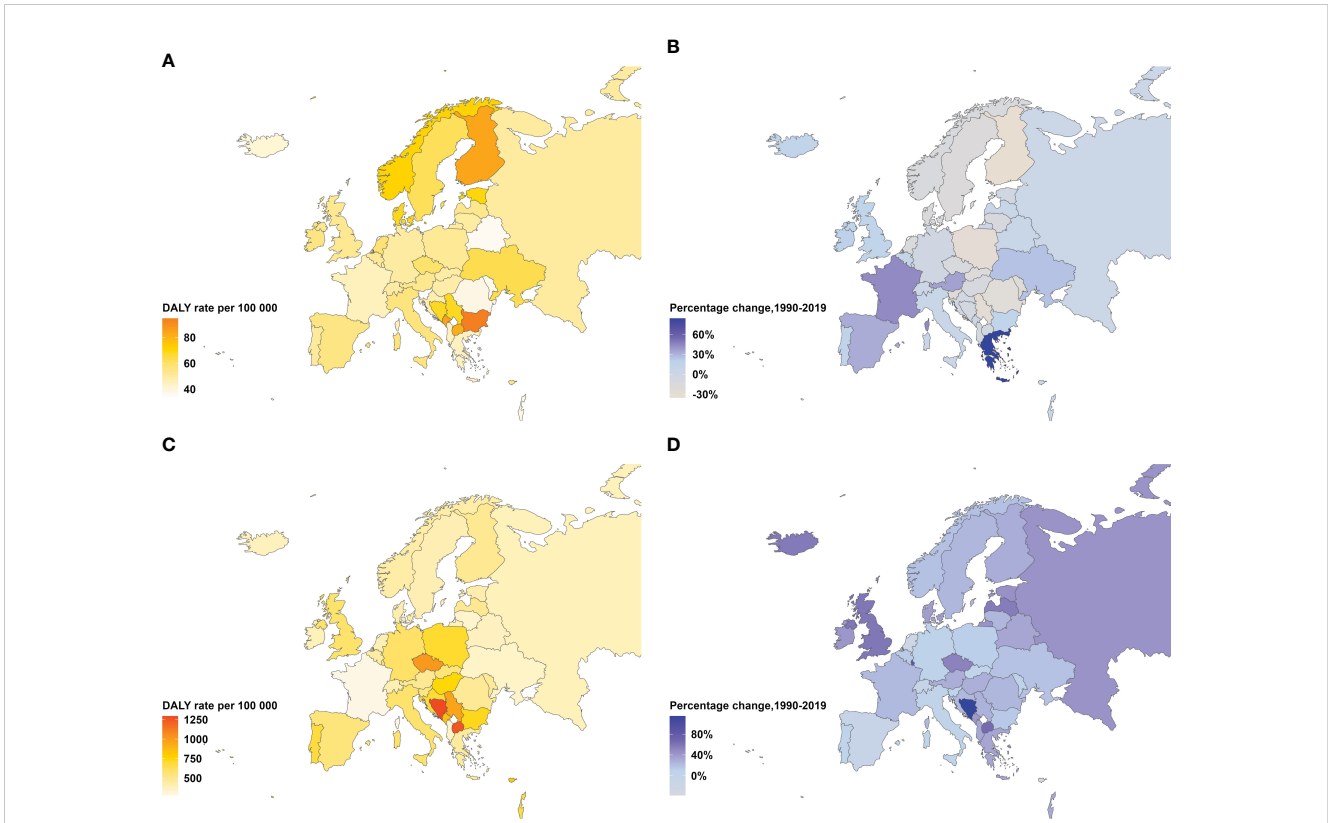 A
B
DALY rate per 100 000
80
60
40
Percentage change,1990-2019
60%
30%
0%
-30%
C
D
DALY rate per 100 000
1250
1000
750
500
Percentage change,1990-2019
80%
40%
0%